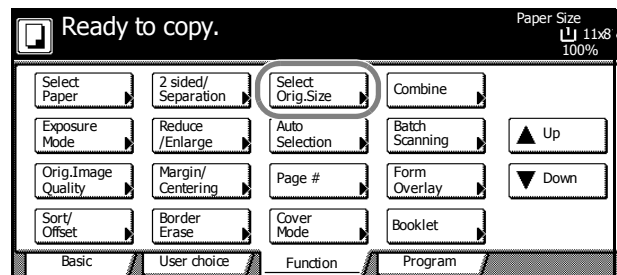 Ready to copy.
Paper Size
11x8
100%
Select Paper
2 sided/ Separation
Select Orig.Size
Combine
Exposure Mode
Reduce /Enlarge
Auto Selection
Batch Scanning
Up
Orig.Image Quality
Margin/ Centering
Page #
Form Overlay
Down
Sort/ Offset
Border Erase
Cover Mode
Booklet
Basic
User choice
Function
Program